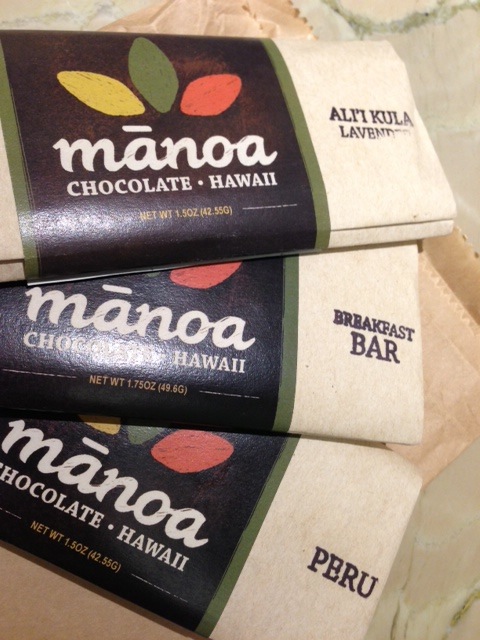 mānoa
CHOCOLATE • HAWAII
NET WT 1.5OZ (42.55G)
ALI'I KULA
LAVENDER
mānoa
CHOCOLATE • HAWAII
NET WT 1.75OZ (49.6G)
BREAKFAST
BAR
mānoa
CHOCOLATE • HAWAII
NET WT 1.5OZ (42.55G)
PERU